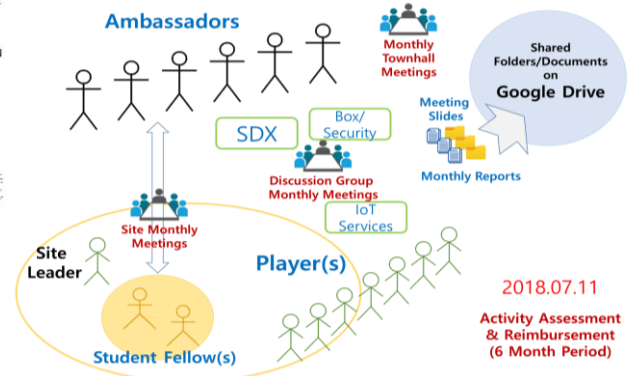 Ambassadors
Monthly
Townhall
Meetings
Shared
Folders/Documents
on
Google Drive
Meeting
Slides
Monthly Reports
SDX
Box/
Security
Discussion Group
Monthly Meetings
IoT
Services
Site Monthly
Meetings
Site
Leader
Player(s)
Student Fellow(s)
2018.07.11
Activity Assessment
& Reimbursement
(6 Month Period)